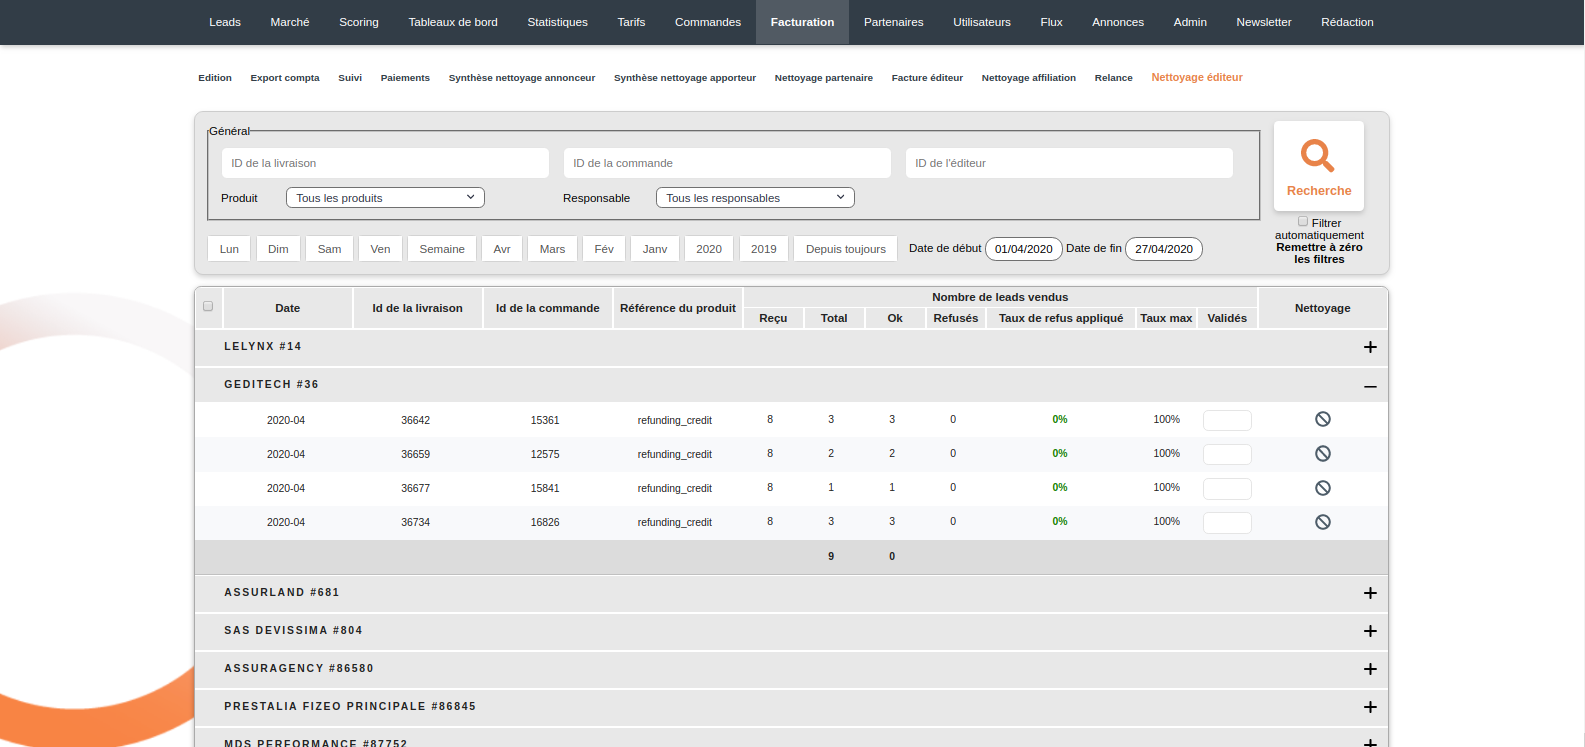 Leads Marché Scoring Tableaux de bord Statistiques Tarifs Commandes Facturation Partenaires Utilisateurs Flux Annonces Admin Newsletter Rédaction
Edition Export compta Suivi Paiements Synthèse nettoyage annonceur Synthèse nettoyage apporteur Nettoyage partenaire Facture éditeur Nettoyage affiliation Relance Nettoyage éditeur
Général
ID de la livraison ID de la commande ID de l'éditeur
Produit Tous les produits Responsable Tous les responsables
Recherche
Filtrer
automatiquement
Remettre à zéro
les filtres
Lun Dim Sam Ven Semaine Avr Mars Fév Janv 2020 2019 Depuis toujours Date de début 01/04/2020 Date de fin 27/04/2020
Date Id de la livraison Id de la commande Référence du produit Nombre de leads vendus Nettoyage
Reçu Total Ok Refusés Taux de refus appliqué Taux max Validés
LELYNX #14
GEDITECH #36
2020-04 36642 15361 refunding_credit 8 3 3 0 0% 100%
2020-04 36659 12575 refunding_credit 8 2 2 0 0% 100%
2020-04 36677 15841 refunding_credit 8 1 1 0 0% 100%
2020-04 36734 16826 refunding_credit 8 3 3 0 0% 100%
9 0
ASSURLAND #681
SAS DEVISSIMA #804
ASSURAGENCY #86580
PRESTALIA FIZEO PRINCIPALE #86845
MDS PERFORMANCE #87752